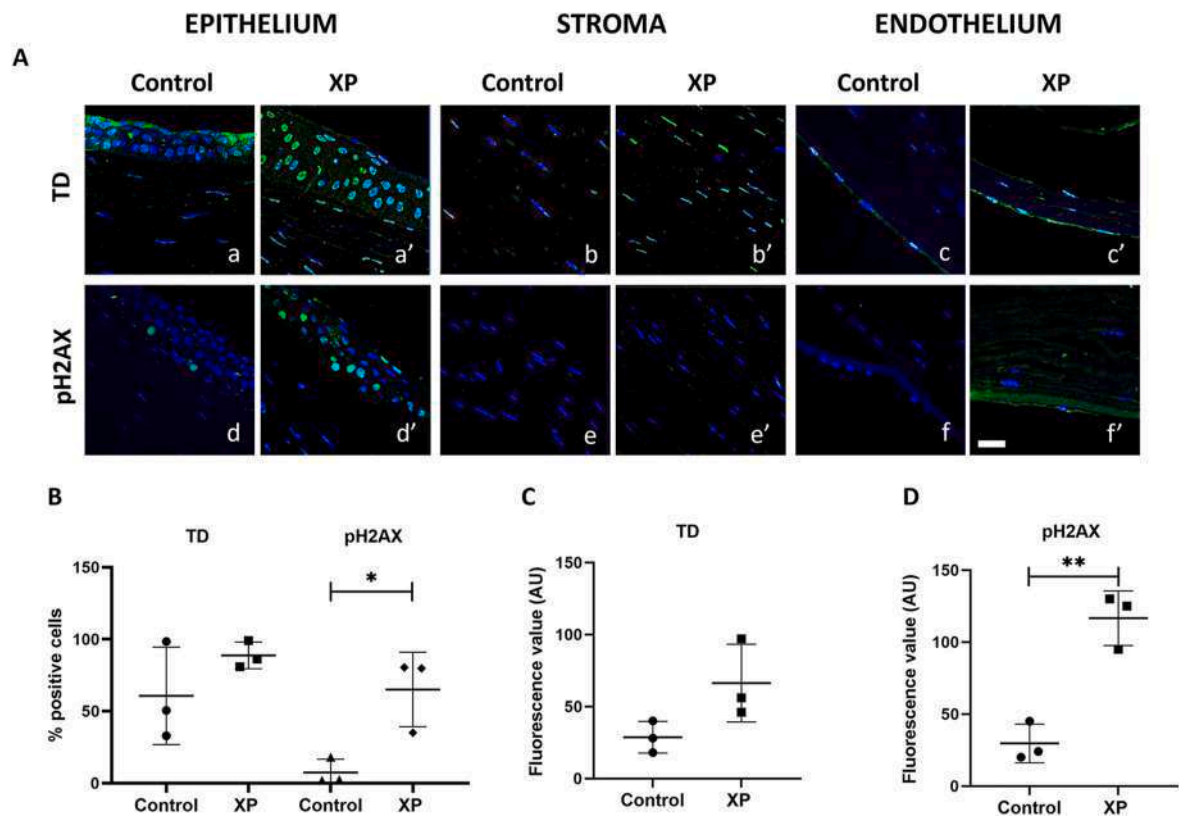 EPITHELIUM STROMA ENDOTHELIUM
A
Control XP Control XP Control XP
TD
a a′ b b′ c c′
pH2AX
d d′ e e′ f f′
B
TD pH2AX
*
% positive cells
150
100
50
0
Control XP Control XP
C
TD
Fluorescence value (AU)
150
100
50
0
Control XP
D
pH2AX
**
Fluorescence value (AU)
150
100
50
0
Control XP